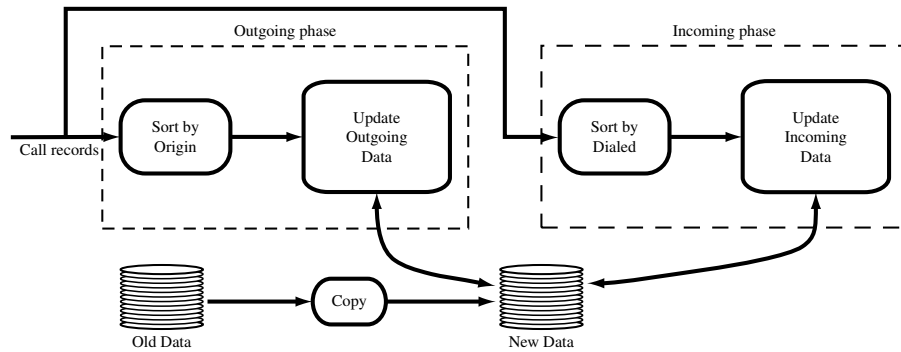 Outgoing phase
Incoming phase
Call records
Sort by
Origin
Update
Outgoing
Data
Sort by
Dialed
Update
Incoming
Data
Old Data
Copy
New Data